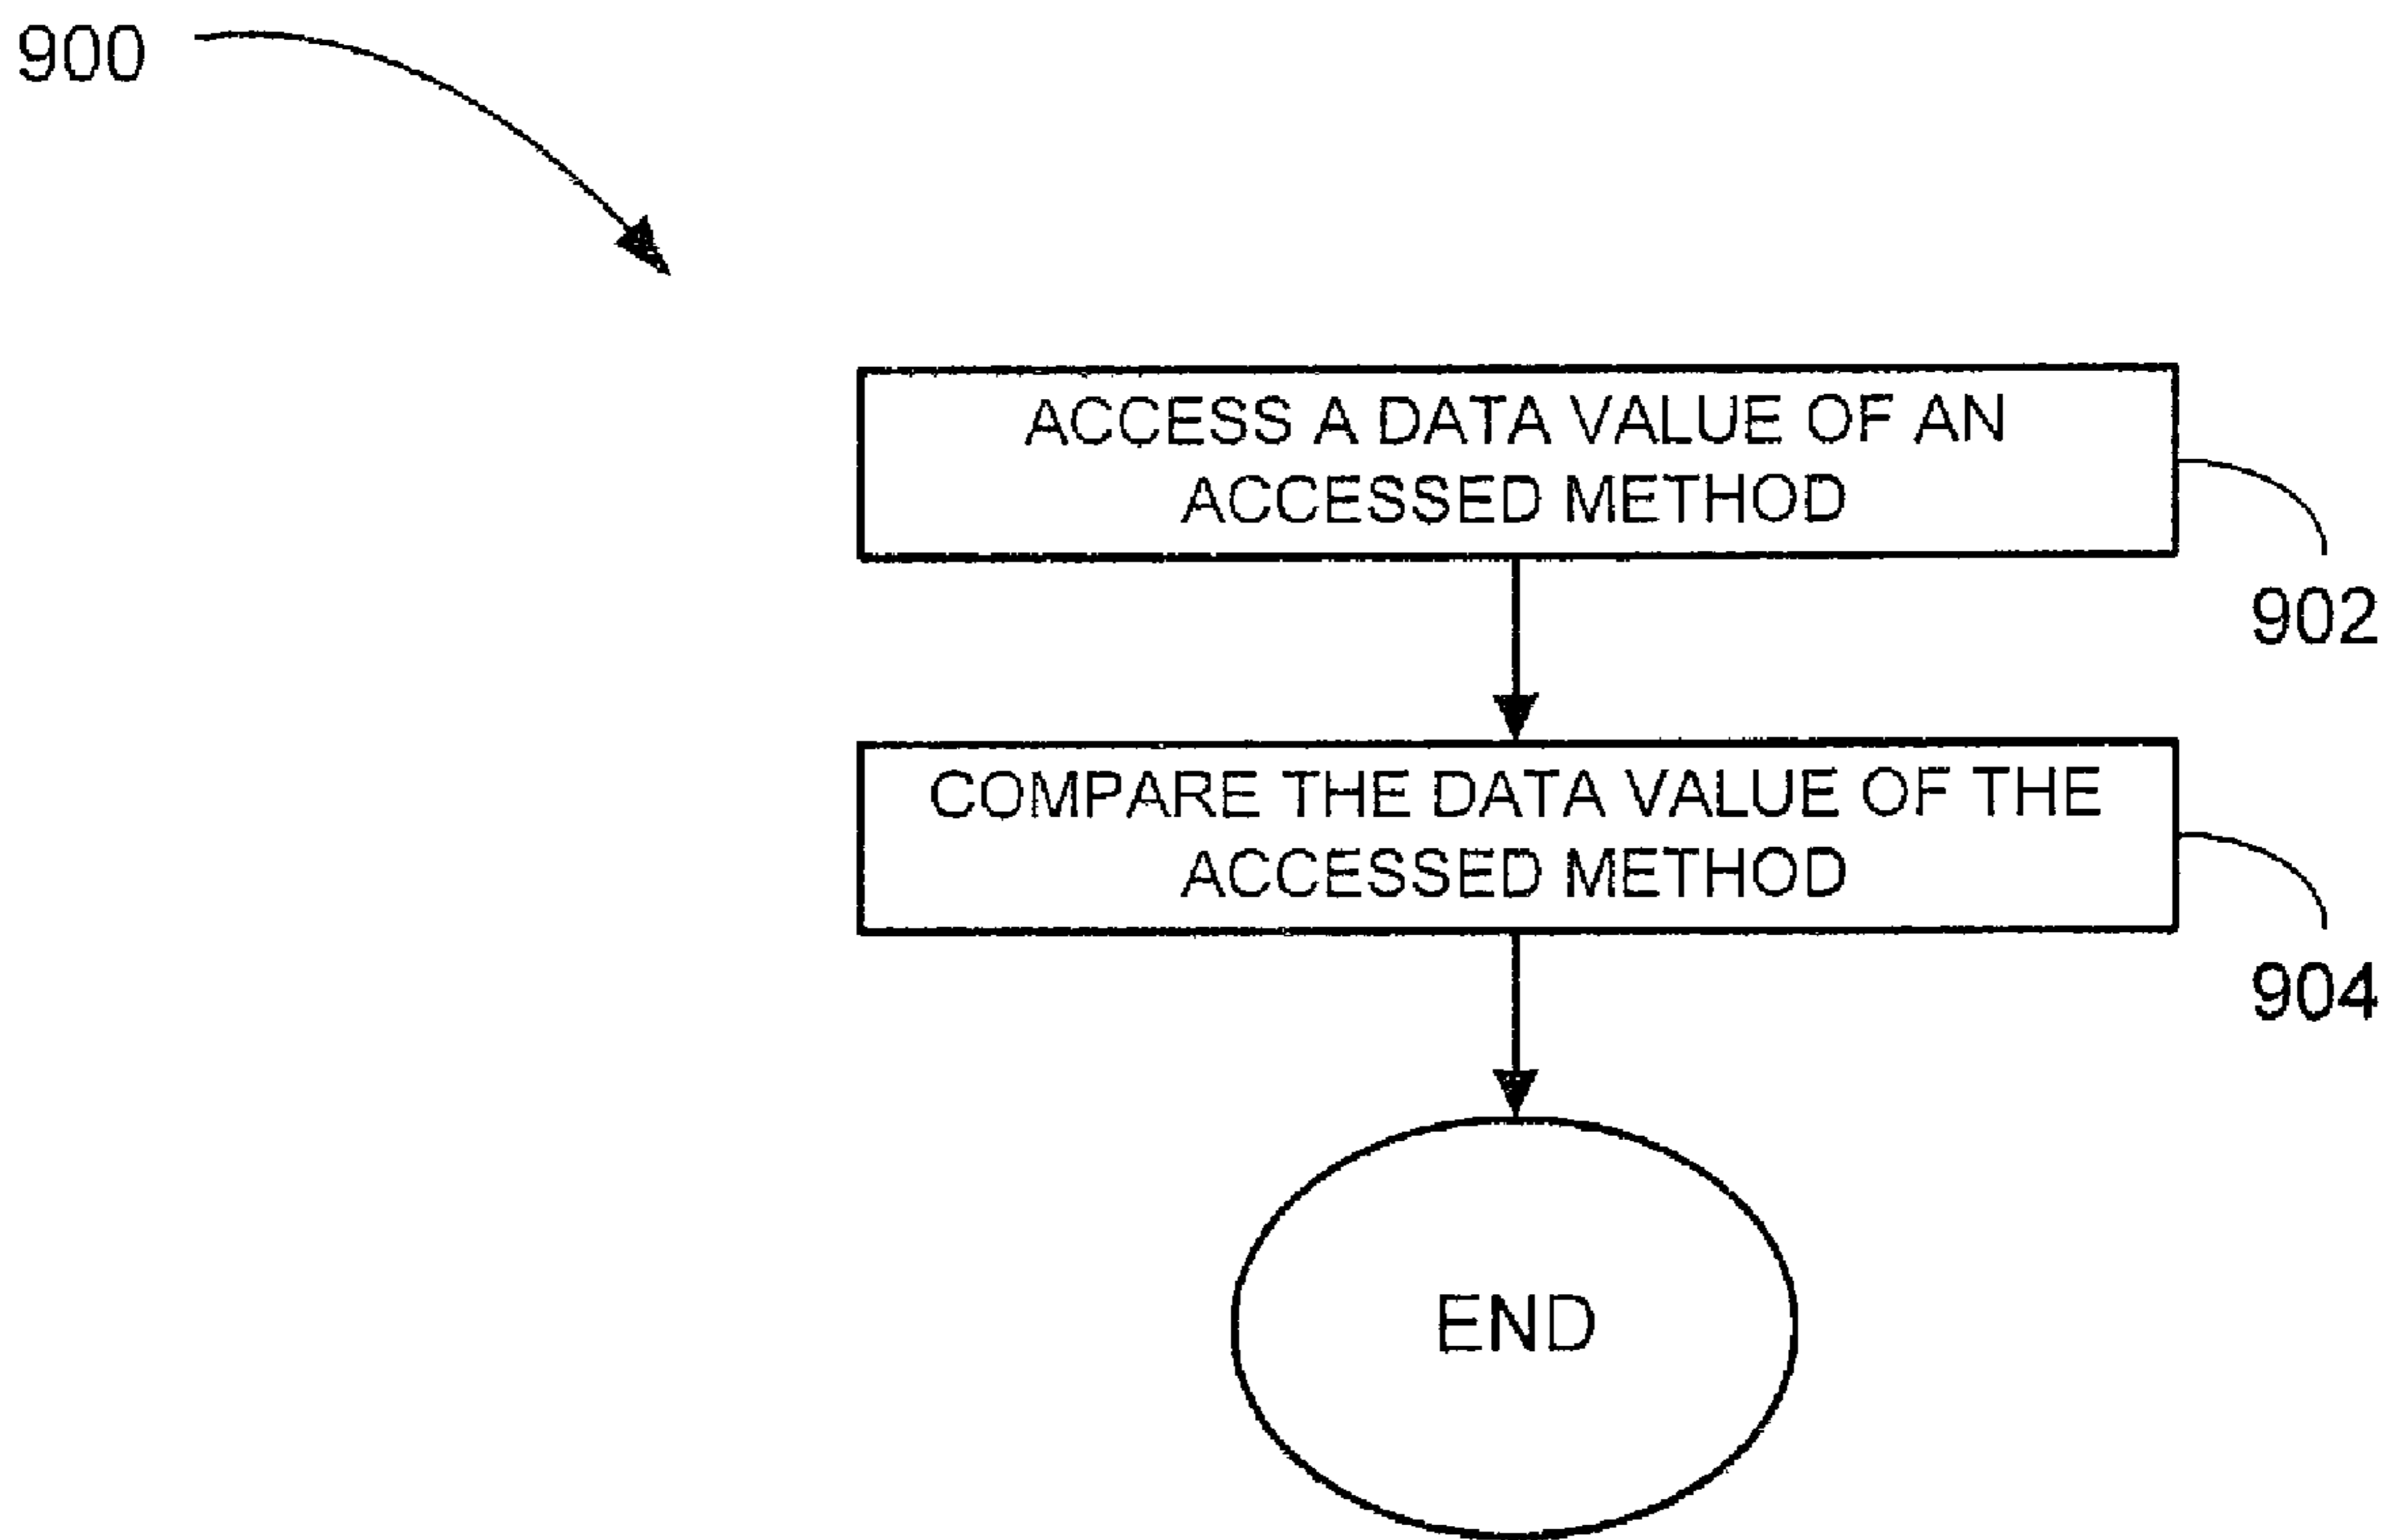 900
ACCESS A DATA VALUE OF AN
ACCESSED METHOD
902
COMPARE THE DATA VALUE OF THE
ACCESSED METHOD
904
END